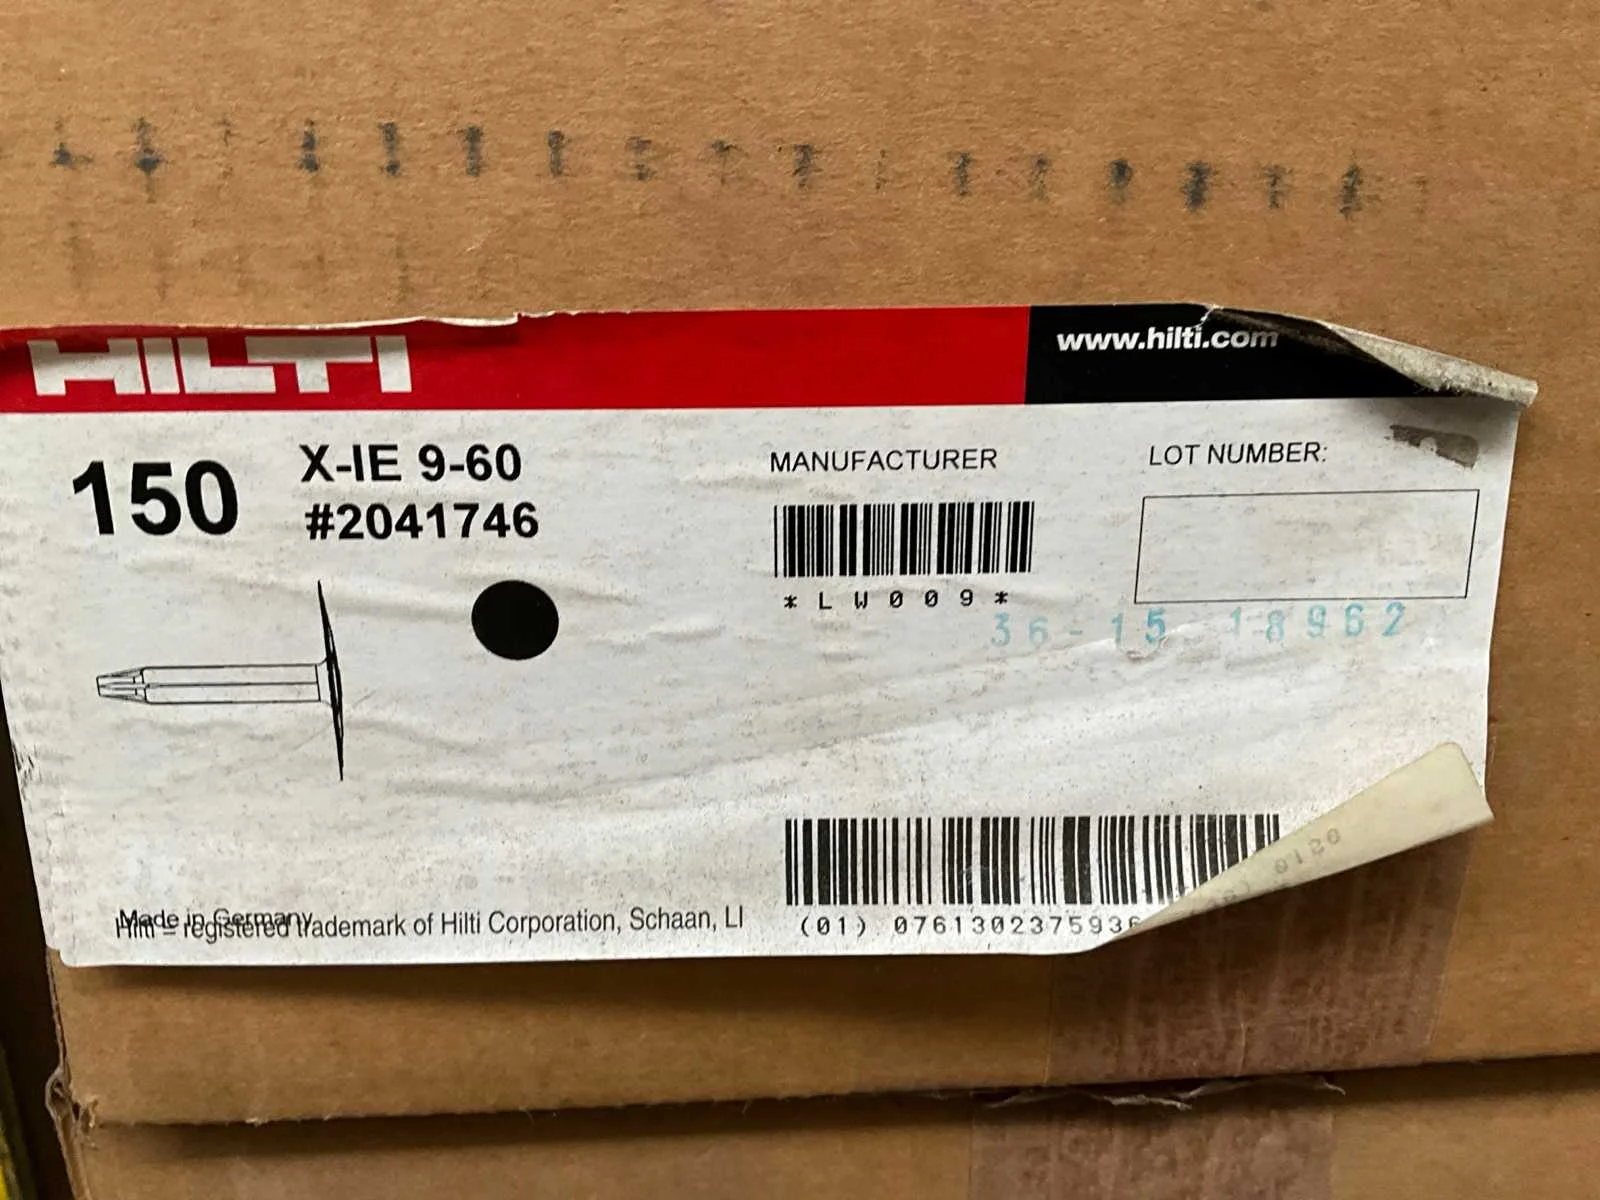 HILTI
www.hilti.com
150
X-IE 9-60
#2041746
MANUFACTURER
*LW009*
LOT NUMBER:
36-15 18962
Made in Germany
Hilti = registered trademark of Hilti Corporation, Schaan, LI
(01) 0761302375936